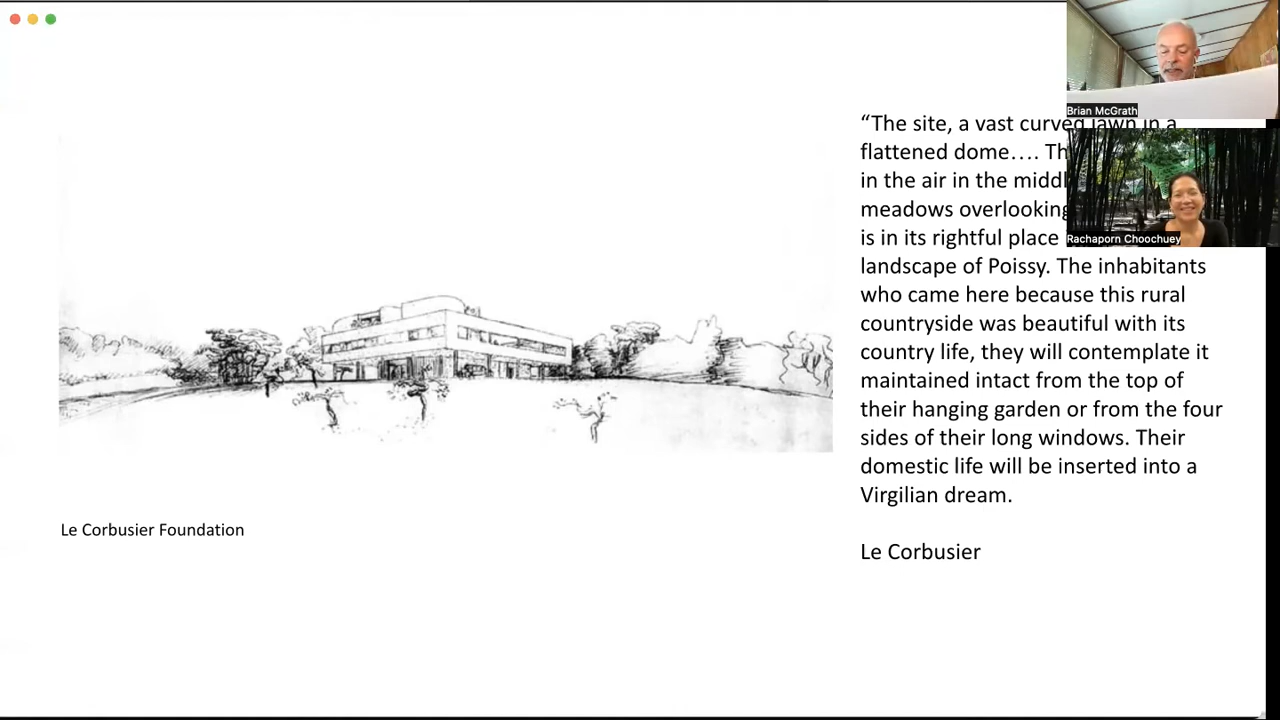 Brian McGrath
“The site, a vast curved lawn in a
flattened dome…. Th
in the air in the middl
meadows overlooking
is in its rightful place
landscape of Poissy. The inhabitants
who came here because this rural
countryside was beautiful with its
country life, they will contemplate it
maintained intact from the top of
their hanging garden or from the four
sides of their long windows. Their
domestic life will be inserted into a
Virgilian dream.
Le Corbusier
Rachaporn Choochuey
Le Corbusier Foundation